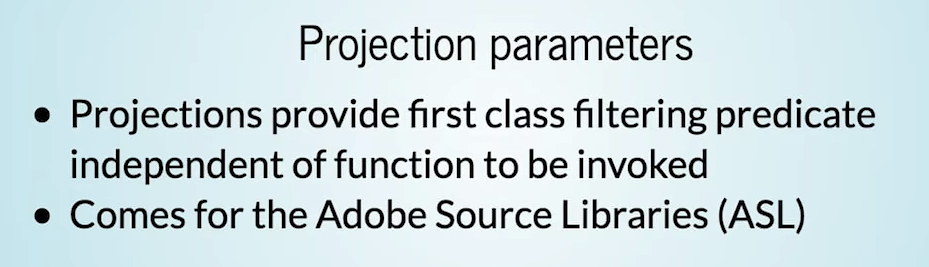 Projection parameters
• Projections provide first class filtering predicate
independent of function to be invoked
• Comes for the Adobe Source Libraries (ASL)